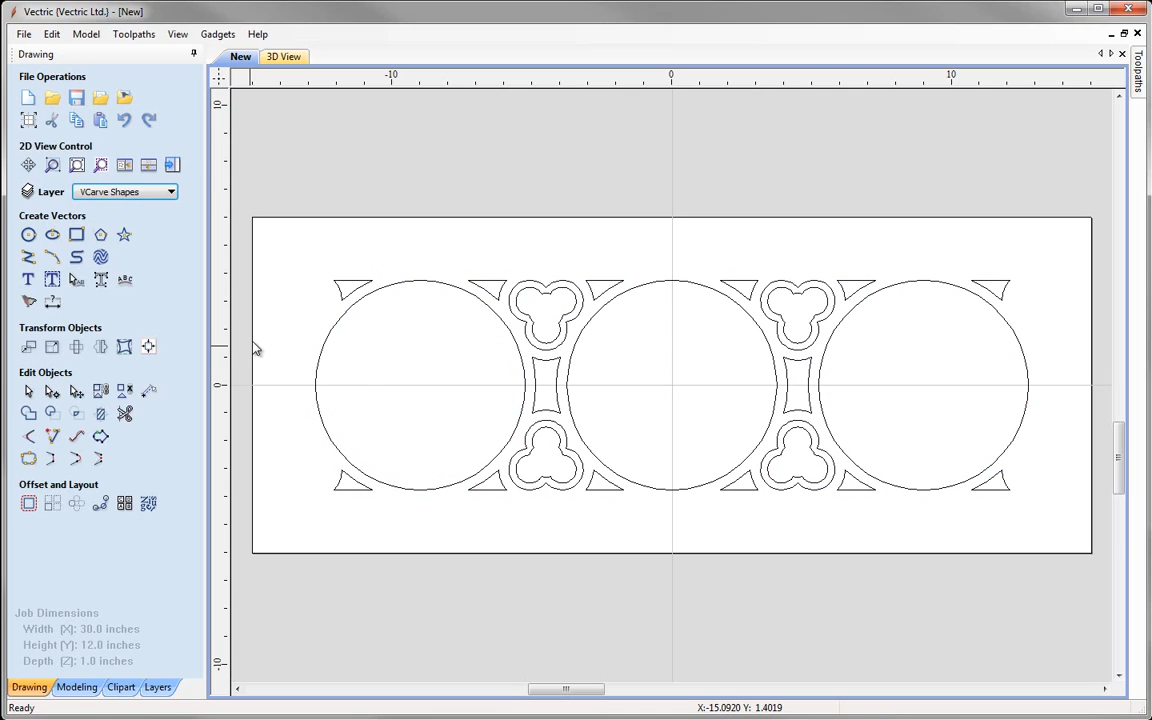 Vectric {Vectric Ltd.} - [New]
File Edit Model Toolpaths View Gadgets Help
Drawing
New 3D View
Toolpaths
-10 0 10
10
0
-10
File Operations
2D View Control
Layer VCarve Shapes
Create Vectors
Transform Objects
Edit Objects
Offset and Layout
Job Dimensions
Width (X): 30.0 inches
Height (Y): 12.0 inches
Depth (Z): 1.0 inches
Drawing Modeling Clipart Layers
Ready X:-15.0920 Y: 1.4019